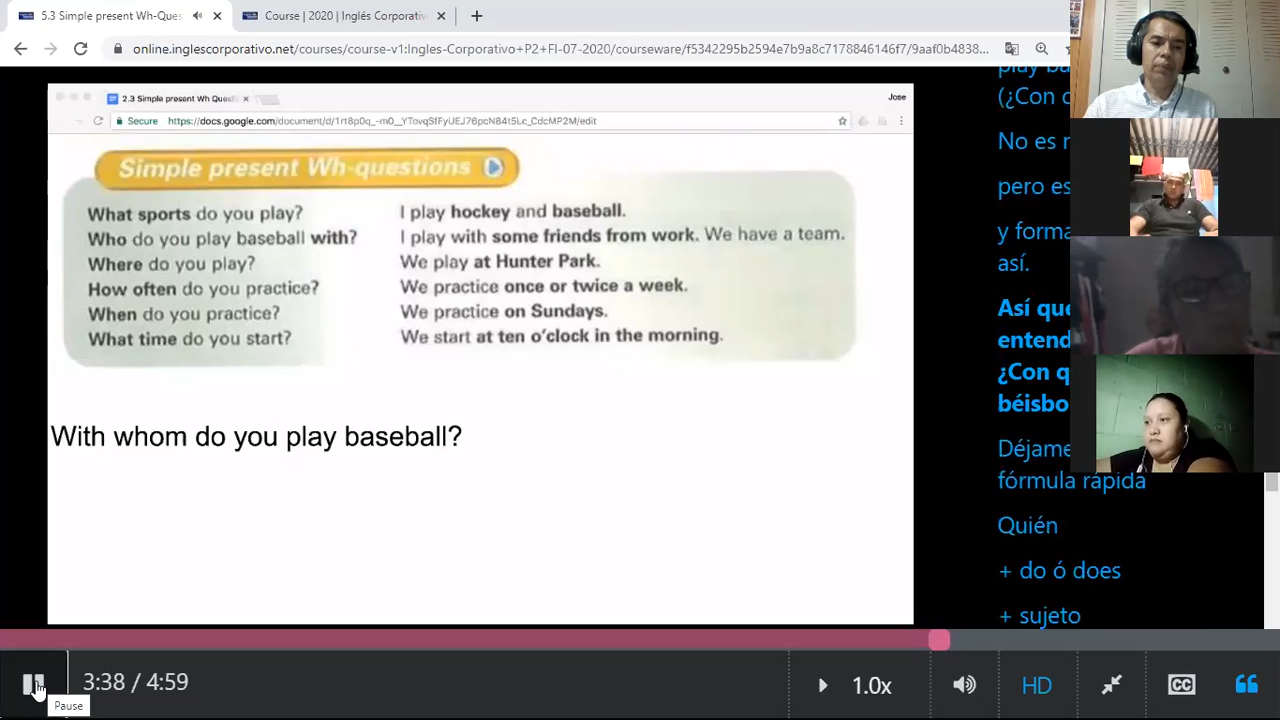 5.3 Simple present Wh-Ques
Course | 2020 | Inglés Corporativ
online.inglescorporativo.net/courses/course-v1:Ingles-Corporativo+P2+FI-07-2020/courseware/f5342295b2594e7b9a8c7178846146f7/9aaf0b4838...
2.3 Simple present Wh Questi
Jose
Secure
Simple present Wh-questions
What sports do you play? I play hockey and baseball.
Who do you play baseball with? I play with some friends from work. We have a team.
Where do you play? We play at Hunter Park.
How often do you practice? We practice once or twice a week.
When do you practice? We practice on Sundays.
What time do you start? We start at ten o'clock in the morning.
With whom do you play baseball?
(¿Con
No es
pero es
y forma
así.
Así que
entend
¿Con q
béisbo
Déjame
fórmula rápida
Quién
+ do ó does
+ sujeto
3:38 / 4:59
Pause
1.0x
HD
CC